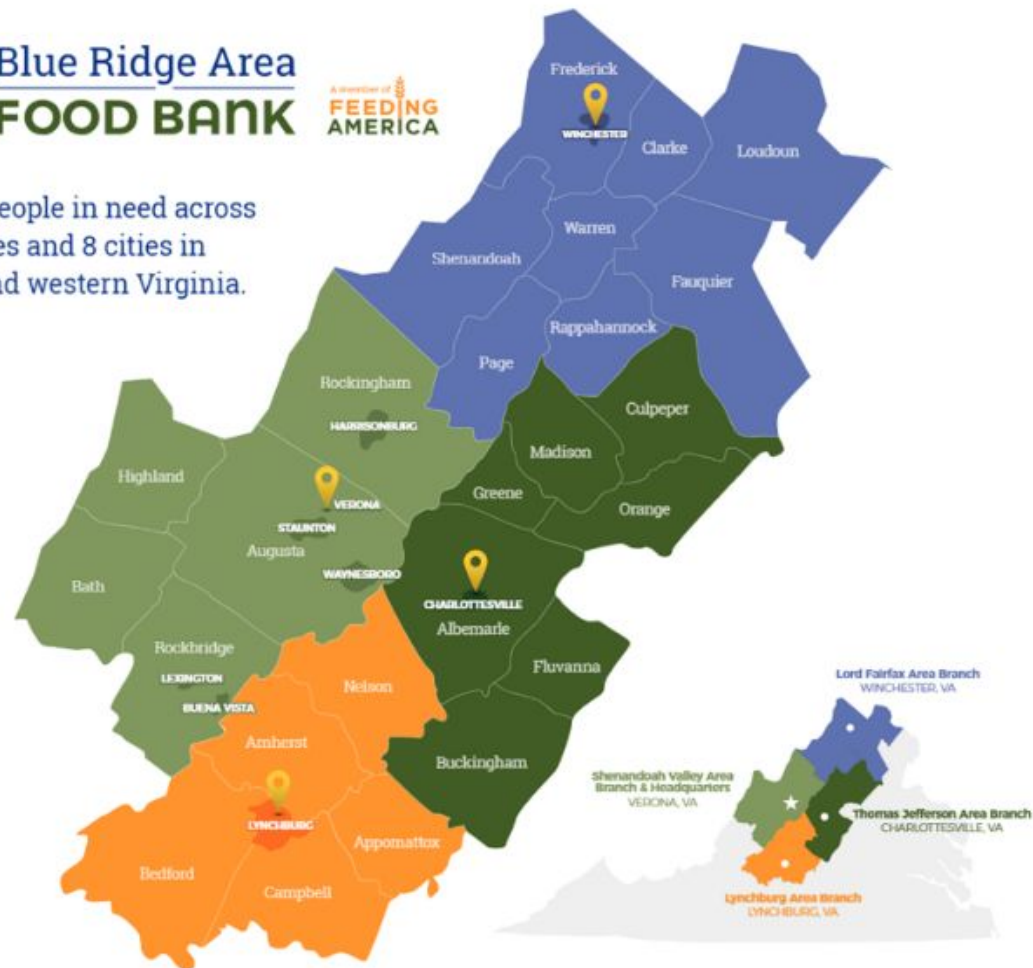 Blue Ridge Area
FOOD BANK
A member of
FEEDING
AMERICA
eople in need across
es and 8 cities in
nd western Virginia.
Frederick
WINCHESTER
Clarke
Loudoun
Warren
Shenandoah
Fauquier
Rappahannock
Page
Rockingham
HARRISONBURG
Culpeper
Madison
Highland
Greene
Orange
VERONA
STAUNTON
Augusta
WAYNESBORO
Bath
CHARLOTTESVILLE
Albemarle
Rockbridge
Fluvanna
LEXINGTON
Nelson
BUENA VISTA
Amherst
Buckingham
LYNCHBURG
Appomattox
Bedford
Campbell
Lord Fairfax Area Branch
WINCHESTER, VA
Shenandoah Valley Area
Branch & Headquarters
VERONA, VA
Thomas Jefferson Area Branch
CHARLOTTESVILLE, VA
Lynchburg Area Branch
LYNCHBURG, VA